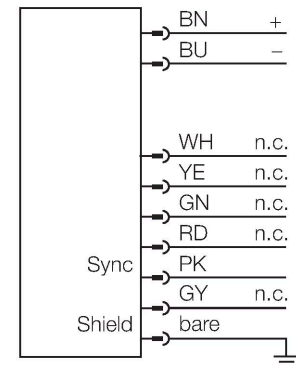 BN +
BU −
WH n.c.
YE n.c.
GN n.c.
RD n.c.
Sync PK
GY n.c.
Shield bare